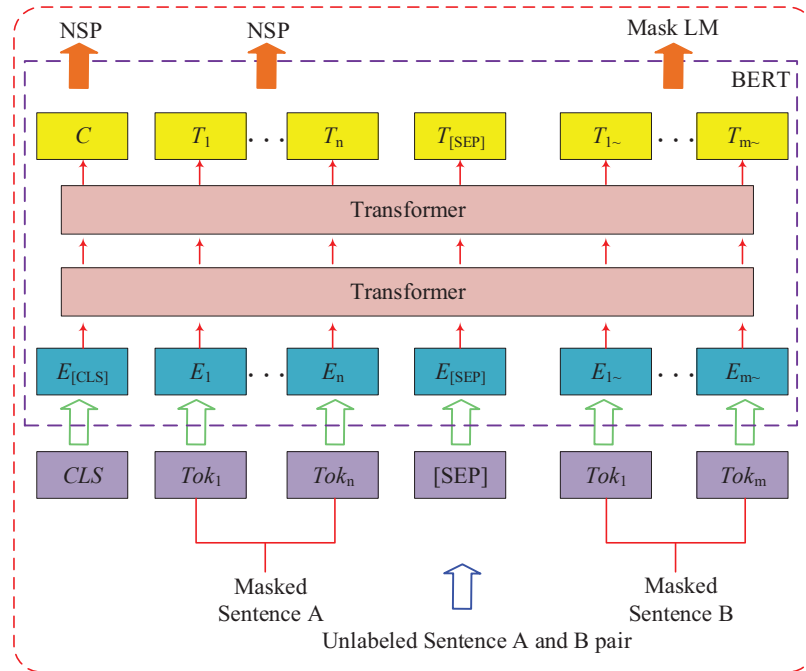 NSP NSP Mask LM
BERT
C T1 . . . Tn T[SEP] T1~ . . . Tm~
Transformer
Transformer
E[CLS] E1 . . . En E[SEP] E1~ . . . Em~
CLS Tok1 Tokn [SEP] Tok1 Tokm
Masked
Sentence A
Masked
Sentence B
Unlabeled Sentence A and B pair